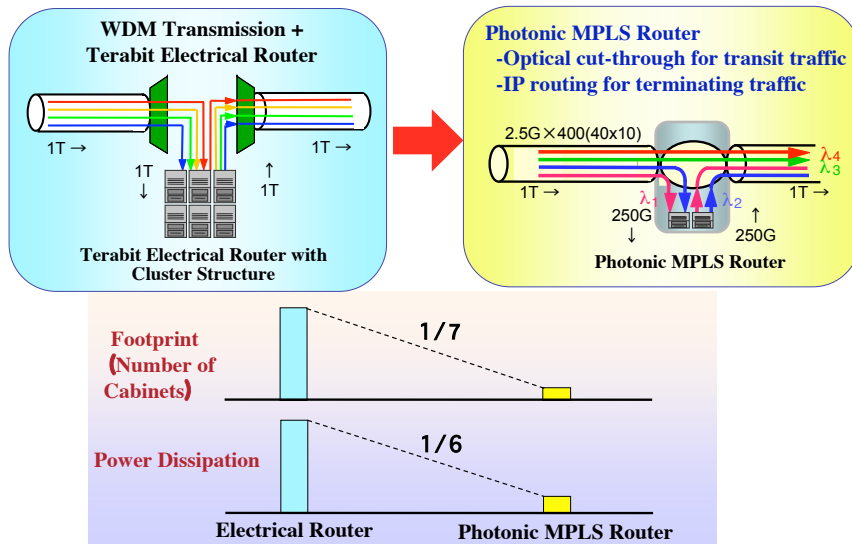 WDM Transmission +
Terabit Electrical Router
1T →
1T
↓
↑
1T
1T →
Terabit Electrical Router with
Cluster Structure
Photonic MPLS Router
-Optical cut-through for transit traffic
-IP routing for terminating traffic
2.5G×400(40x10)
λ4
λ3
1T →
λ1
λ2
1T →
250G
↓
↑
250G
Photonic MPLS Router
Footprint
(Number of
Cabinets)
1/7
Power Dissipation
1/6
Electrical Router
Photonic MPLS Router